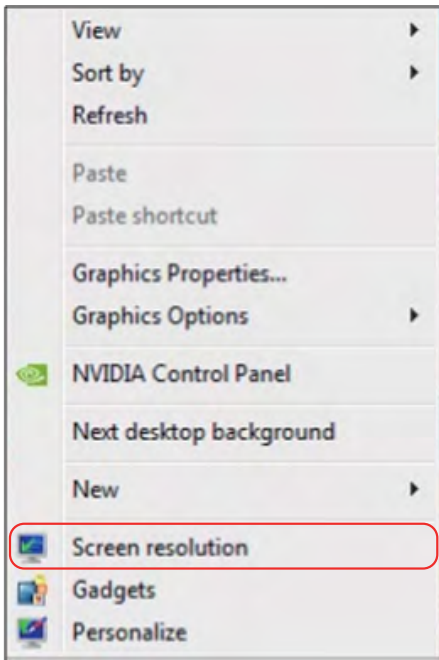 View
Sort by
Refresh
Paste
Paste shortcut
Graphics Properties...
Graphics Options
NVIDIA Control Panel
Next desktop background
New
Screen resolution
Gadgets
Personalize